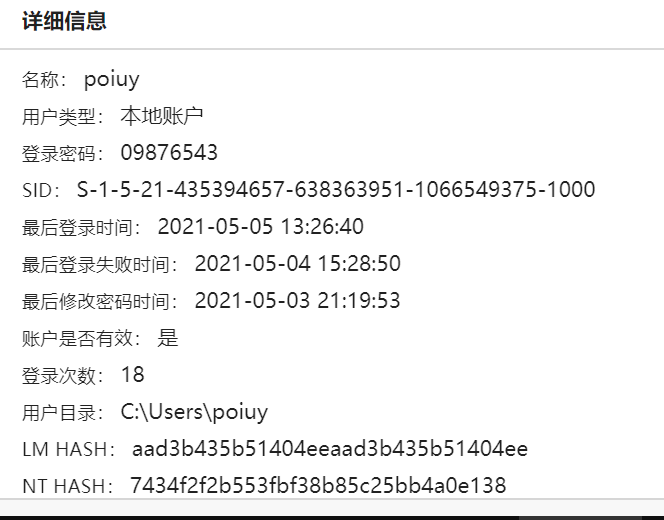 详细信息
名称： poiuy
用户类型： 本地账户
登录密码： 09876543
SID： S-1-5-21-435394657-638363951-1066549375-1000
最后登录时间： 2021-05-05 13:26:40
最后登录失败时间： 2021-05-04 15:28:50
最后修改密码时间： 2021-05-03 21:19:53
账户是否有效： 是
登录次数： 18
用户目录： C:\Users\poiuy
LM HASH： aad3b435b51404eeaad3b435b51404ee
NT HASH： 7434f2f2b553fbf38b85c25bb4a0e138